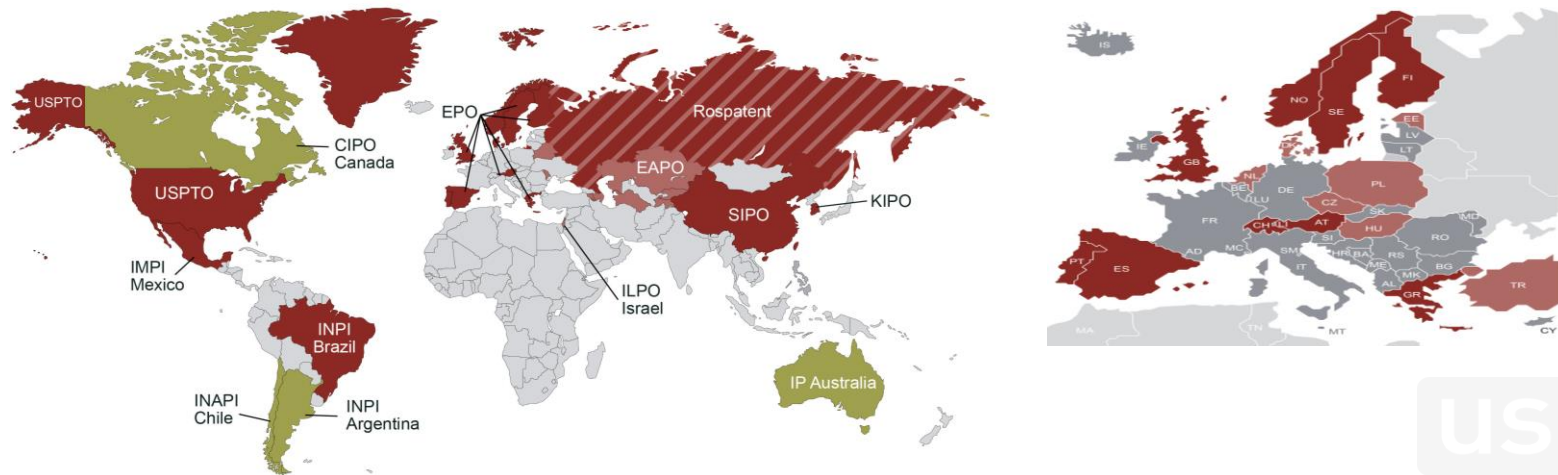 USPTO
CIPO
Canada
USPTO
IMPI
Mexico
INPI
Brazil
INAPI
Chile
INPI
Argentina
EPO
Rospatent
EAPO
SIPO
KIPO
ILPO
Israel
IP Australia
IS
NO
SE
FI
EE
LV
LT
DK
IE
GB
NL
BE
LU
DE
PL
CZ
SK
FR
CH
LI
AT
HU
MD
RO
SI
HR
BA
RS
AD
MC
SM
IT
ME
MK
BG
AL
PT
ES
GR
TR
MA
TN
MT
CY
us